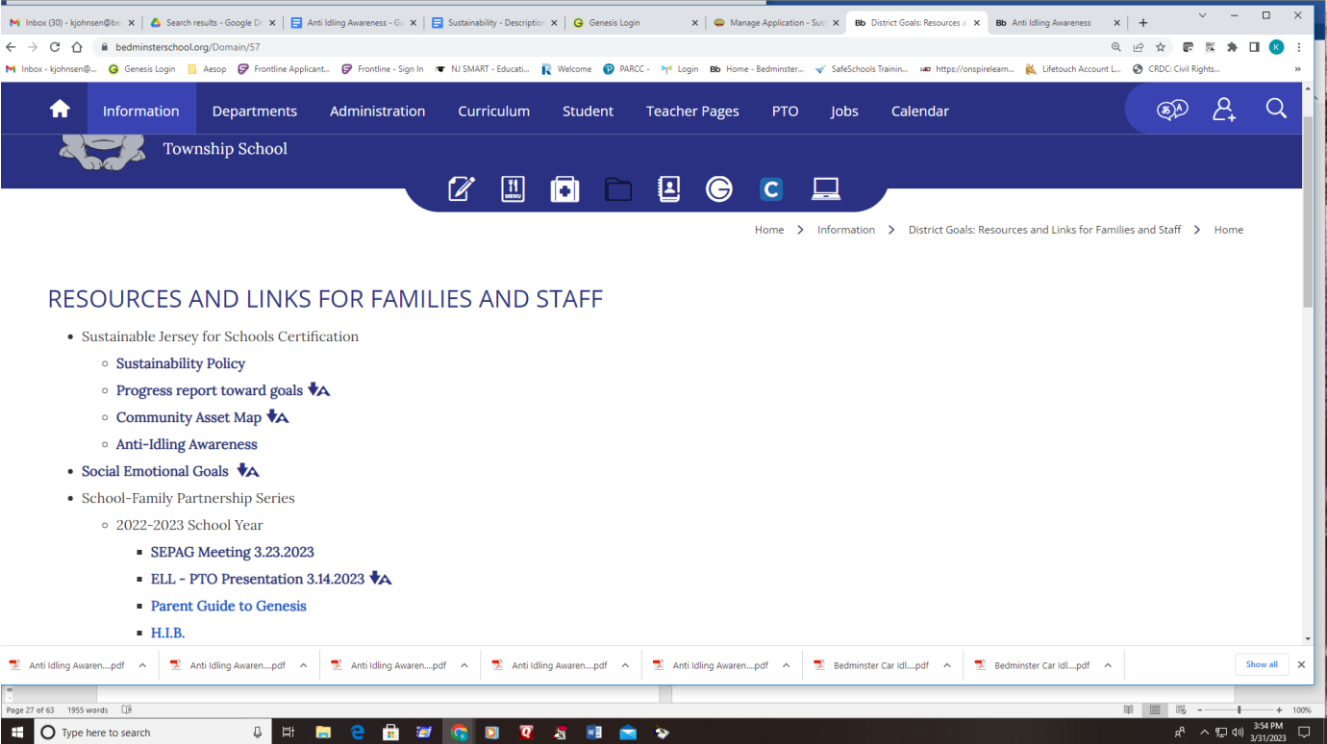 Inbox (30) - kjohnsen@be
Search results - Google D
Anti Idling Awareness - Go
Sustainability - Description
Genesis Login
Manage Application - Sus
Bb District Goals: Resources a
Bb Anti Idling Awareness
bedminsterschool.org/Domain/57
K
Inbox - kjohnsen@...
Genesis Login
Aesop
Frontline Applicant...
Frontline - Sign In
NJ SMART - Educati...
Welcome
PARCC -
Login
Bb Home - Bedminster...
SafeSchools Trainin...
https://onspirelearn...
Lifetouch Account L...
CRDC: Civil Rights...
»
Information
Departments
Administration
Curriculum
Student
Teacher Pages
PTO
Jobs
Calendar
Township School
MENU
G
C
Home > Information > District Goals: Resources and Links for Families and Staff > Home
RESOURCES AND LINKS FOR FAMILIES AND STAFF
• Sustainable Jersey for Schools Certification
Sustainability Policy
Progress report toward goals
Community Asset Map
Anti-Idling Awareness
• Social Emotional Goals
• School-Family Partnership Series
2022-2023 School Year
SEPAG Meeting 3.23.2023
ELL - PTO Presentation 3.14.2023
Parent Guide to Genesis
H.I.B.
Anti Idling Awaren....pdf
Anti Idling Awaren....pdf
Anti Idling Awaren....pdf
Anti Idling Awaren....pdf
Anti Idling Awaren....pdf
Bedminster Car Idl....pdf
Bedminster Car Idl....pdf
Show all
Page 27 of 63
1955 words
100%
Type here to search
3:54 PM
3/31/2023